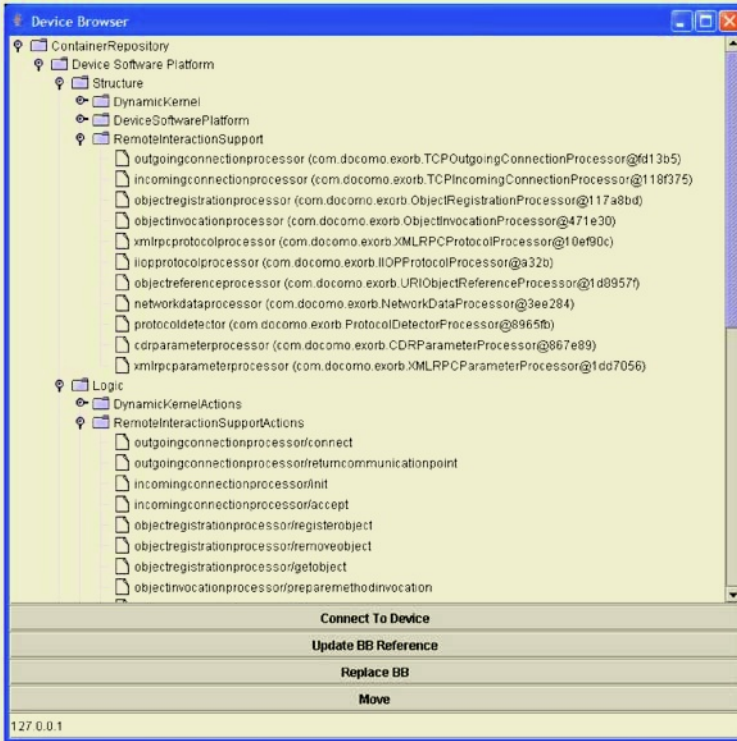 Device Browser
ContainerRepository
Device Software Platform
Structure
DynamicKernel
DeviceSoftwarePlatform
RemoteInteractionSupport
outgoingconnectionprocessor (com.docomo.exorb.TCPOutgoingConnectionProcessor@fd13b5)
incomingconnectionprocessor (com.docomo.exorb.TCPIncomingConnectionProcessor@118f375)
objectregistrationprocessor (com.docomo.exorb.ObjectRegistrationProcessor@117a8bd)
objectinvocationprocessor (com.docomo.exorb.ObjectInvocationProcessor@471e30)
xmlrpcprotocolprocessor (com.docomo.exorb.XMLRPCProtocolProcessor@10ef90c)
iiopprotocolprocessor (com.docomo.exorb.IIOPProtocolProcessor@a32b)
objectreferenceprocessor (com.docomo.exorb.URIObjectReferenceProcessor@1d8957f)
networkdataprocessor (com.docomo.exorb.NetworkDataProcessor@3ee284)
protocoldetector (com.docomo.exorb.ProtocolDetectorProcessor@8965fb)
cdrparameterprocessor (com.docomo.exorb.CDRParameterProcessor@867e89)
xmlrpcparameterprocessor (com.docomo.exorb.XMLRPCParameterProcessor@1dd7056)
Logic
DynamicKernelActions
RemoteInteractionSupportActions
outgoingconnectionprocessor/connect
outgoingconnectionprocessor/returncommunicationpoint
incomingconnectionprocessor/init
incomingconnectionprocessor/accept
objectregistrationprocessor/registerobject
objectregistrationprocessor/removeobject
objectregistrationprocessor/getobject
objectinvocationprocessor/preparemethodinvocation
Connect To Device
Update BB Reference
Replace BB
Move
127.0.0.1